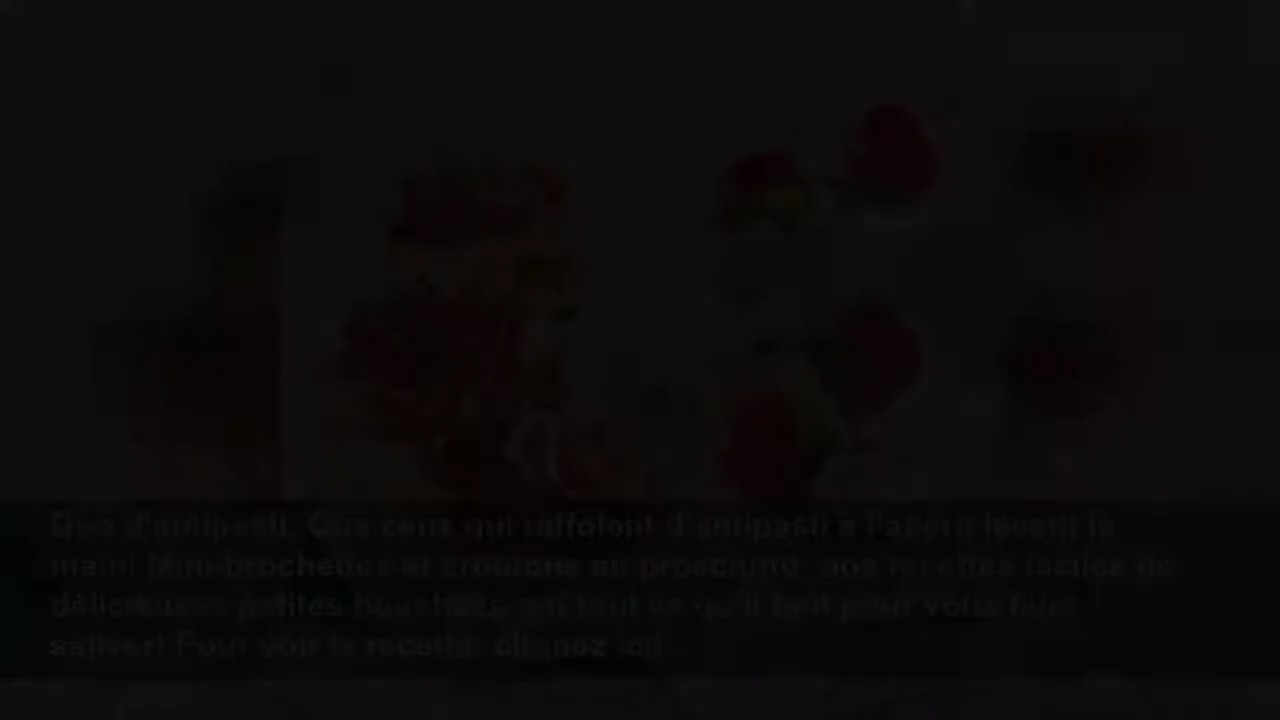 Duo d'antipasti. Que ceux qui raffolent d'antipasti à l'apéro lèvent la
main! Mini-brochettes et croûtons au prosciutto: nos recettes faciles de
délicieuses petites bouchées ont tout ce qu'il faut pour vous faire
saliver! Pour voir la recette, cliquez ici!